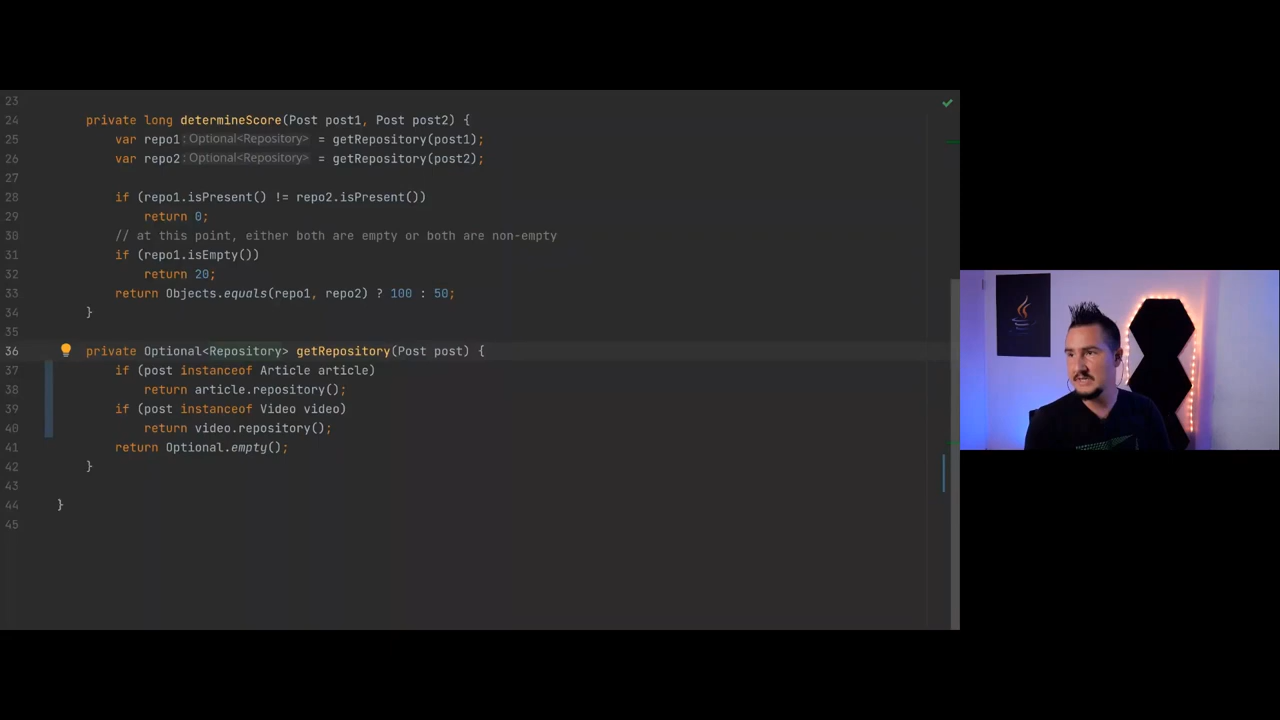 23
24 private long determineScore(Post post1, Post post2) {
25 var repo1 : Optional<Repository> = getRepository(post1);
26 var repo2 : Optional<Repository> = getRepository(post2);
27
28 if (repo1.isPresent() != repo2.isPresent())
29 return 0;
30 // at this point, either both are empty or both are non-empty
31 if (repo1.isEmpty())
32 return 20;
33 return Objects.equals(repo1, repo2) ? 100 : 50;
34 }
35
36 private Optional<Repository> getRepository(Post post) {
37 if (post instanceof Article article)
38 return article.repository();
39 if (post instanceof Video video)
40 return video.repository();
41 return Optional.empty();
42 }
43
44 }
45